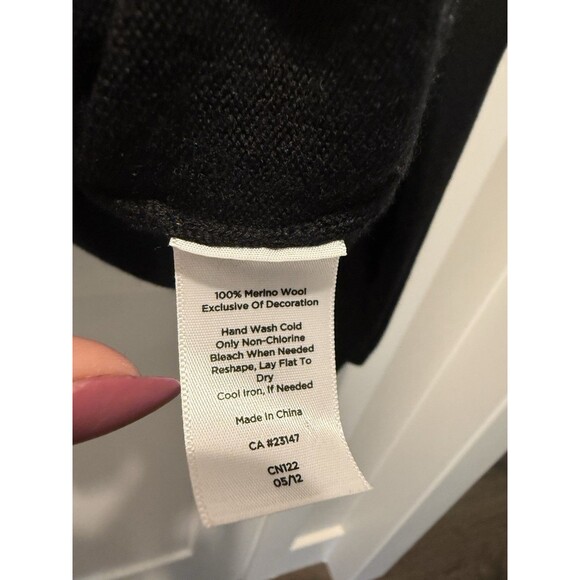 100% Merino Wool
Exclusive Of Decoration
Hand Wash Cold
Only Non-Chlorine
Bleach When Needed
Reshape, Lay Flat To
Dry
Cool Iron, If Needed
Made in China
CA #23147
CN122
05/12